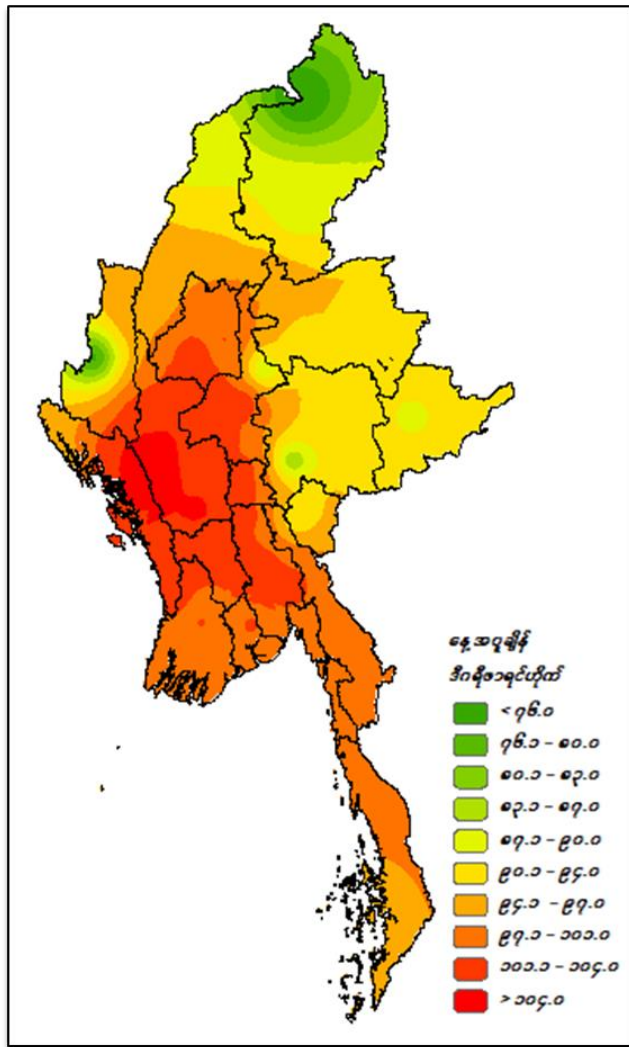 နေ့အပူချိန်
ဒီဂရီဖာရင်ဟိုက်
< ၇၆.၀
၇၆.၁ - ၈၀.၀
၈၀.၁ - ၈၃.၀
၈၃.၁ - ၈၇.၀
၈၇.၁ - ၉၀.၀
၉၀.၁ - ၉၄.၀
၉၄.၁ - ၉၇.၀
၉၇.၁ - ၁၀၁.၀
၁၀၁.၁ - ၁၀၄.၀
> ၁၀၄.၀